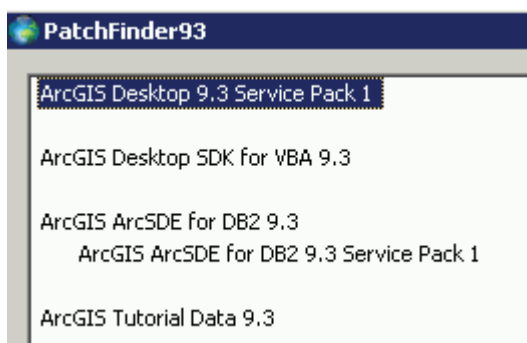 PatchFinder93
ArcGIS Desktop 9.3 Service Pack 1
ArcGIS Desktop SDK for VBA 9.3
ArcGIS ArcSDE for DB2 9.3
ArcGIS ArcSDE for DB2 9.3 Service Pack 1
ArcGIS Tutorial Data 9.3